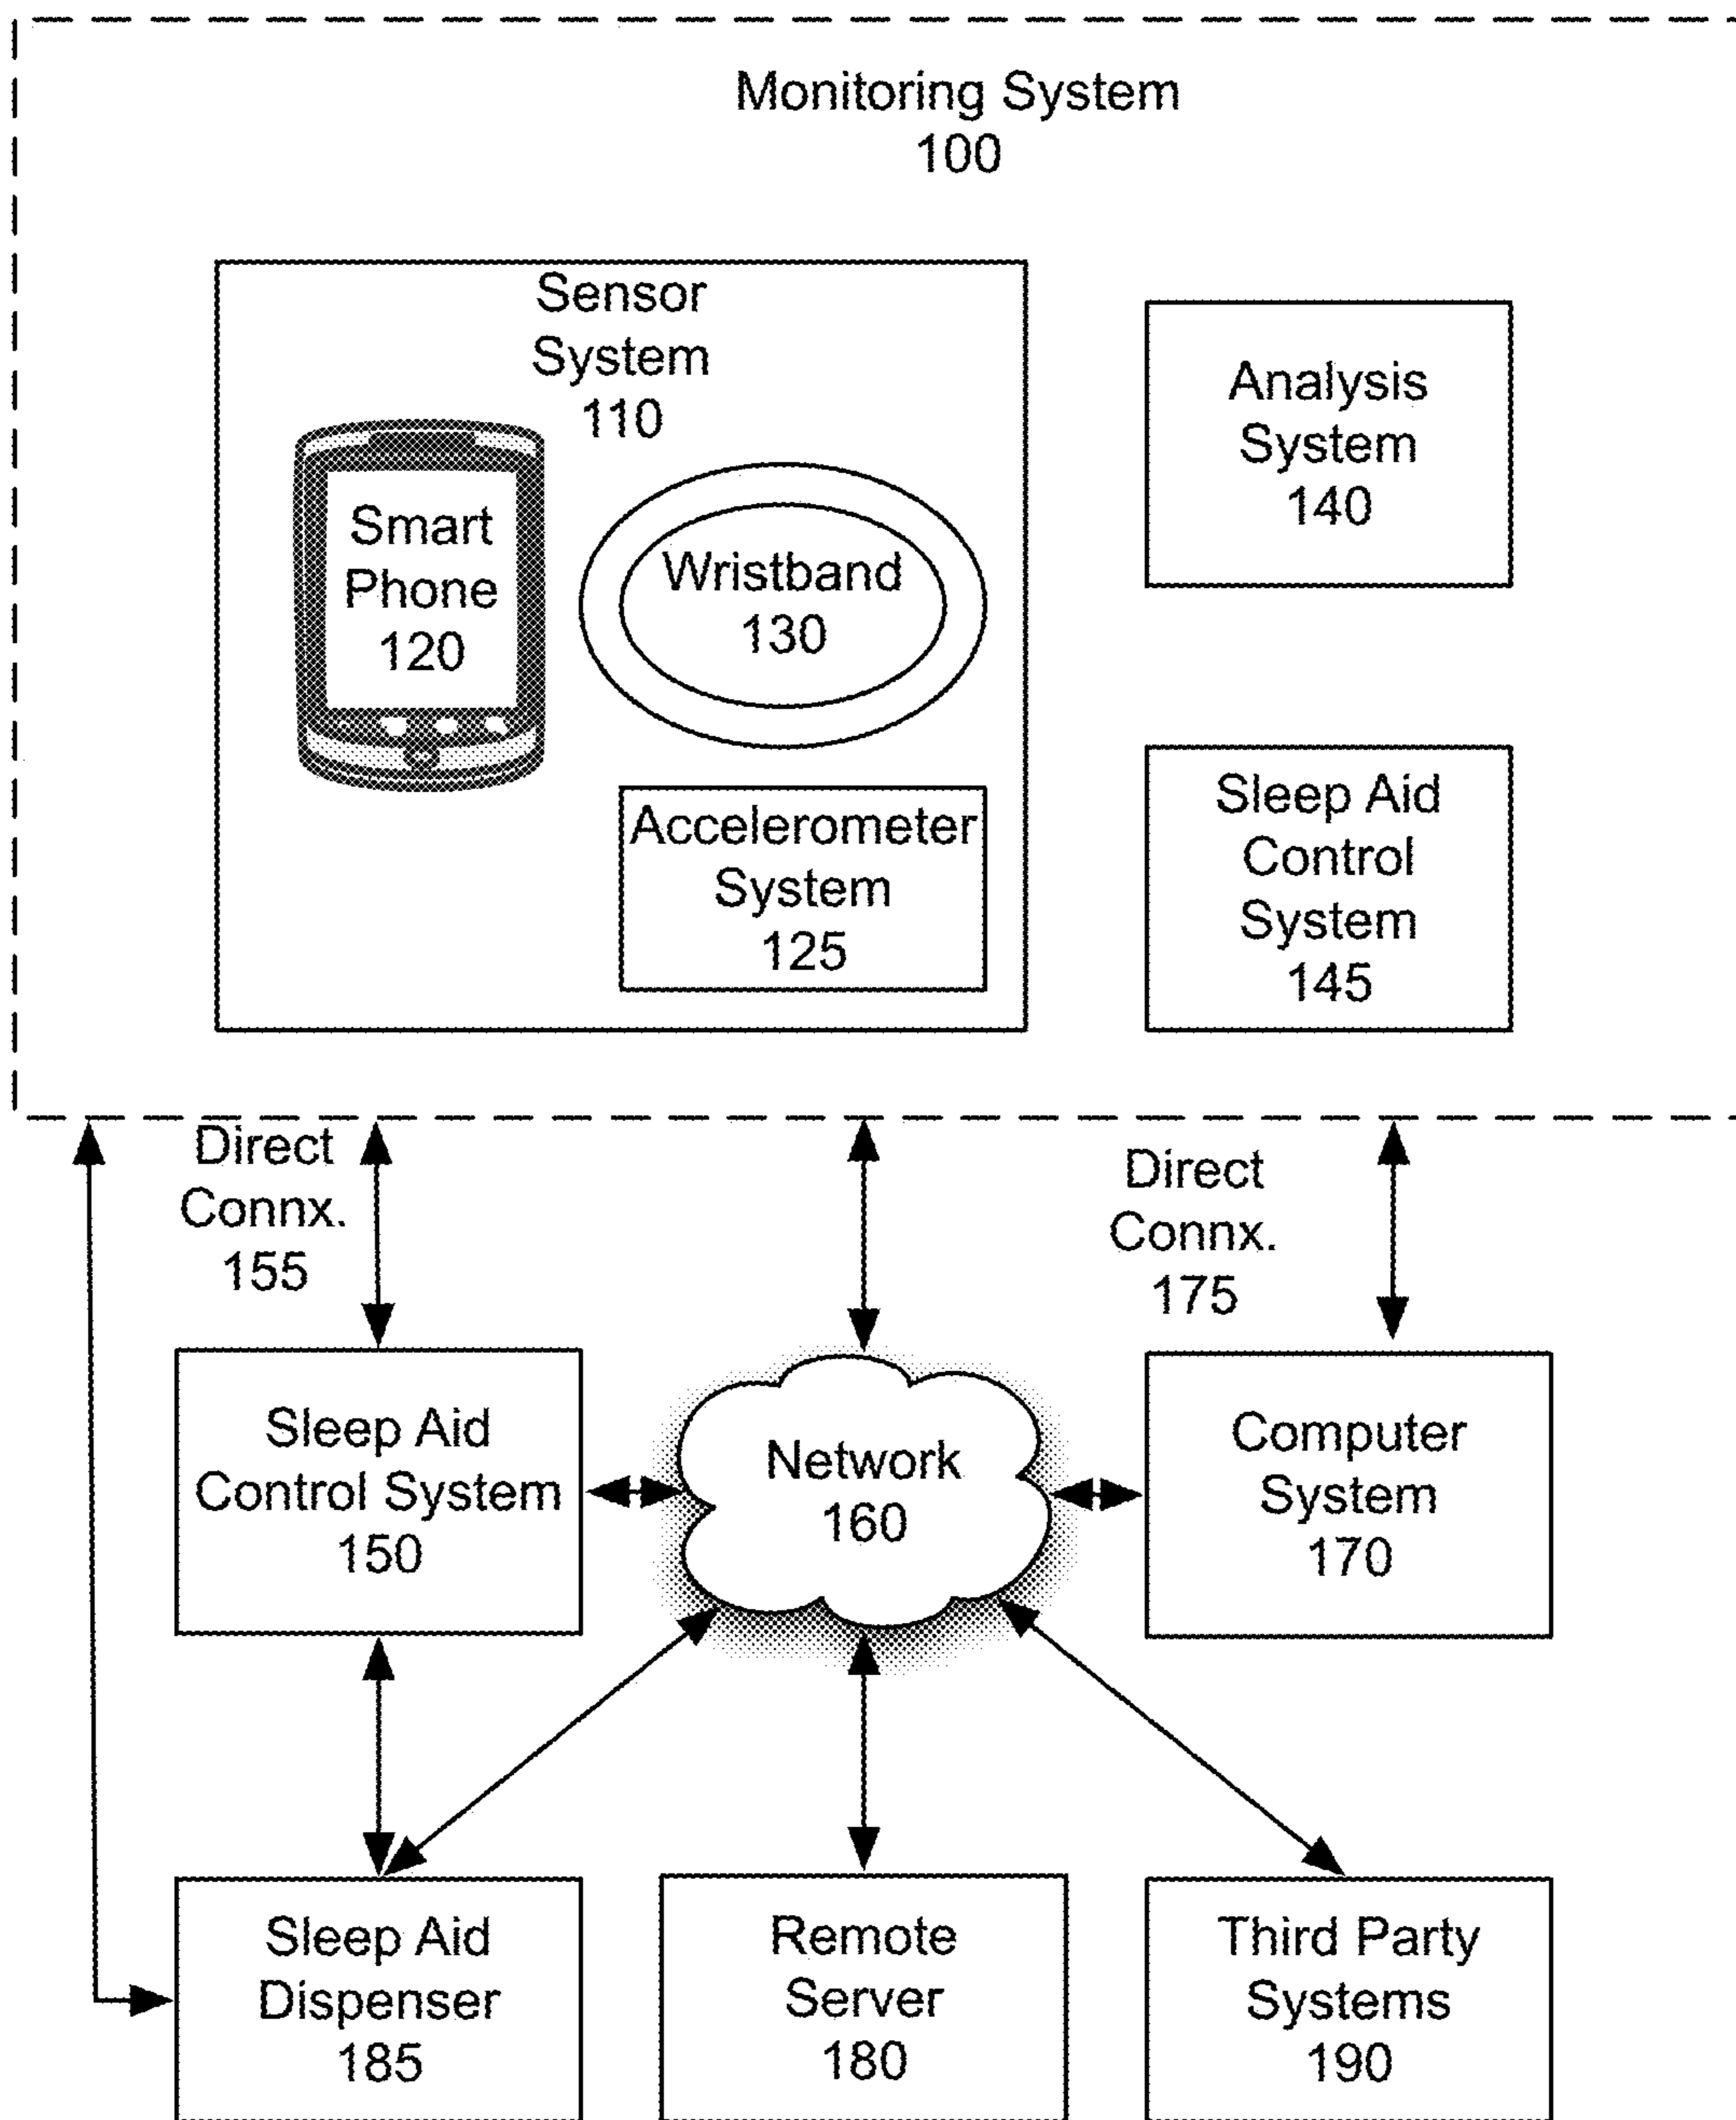 Monitoring System
100
Sensor
System
110
Smart
Phone
120
Wristband
130
Accelerometer
System
125
Analysis
System
140
Sleep Aid
Control
System
145
Direct
Connx.
155
Direct
Connx.
175
Sleep Aid
Control System
150
Network
160
Computer
System
170
Sleep Aid
Dispenser
185
Remote
Server
180
Third Party
Systems
190